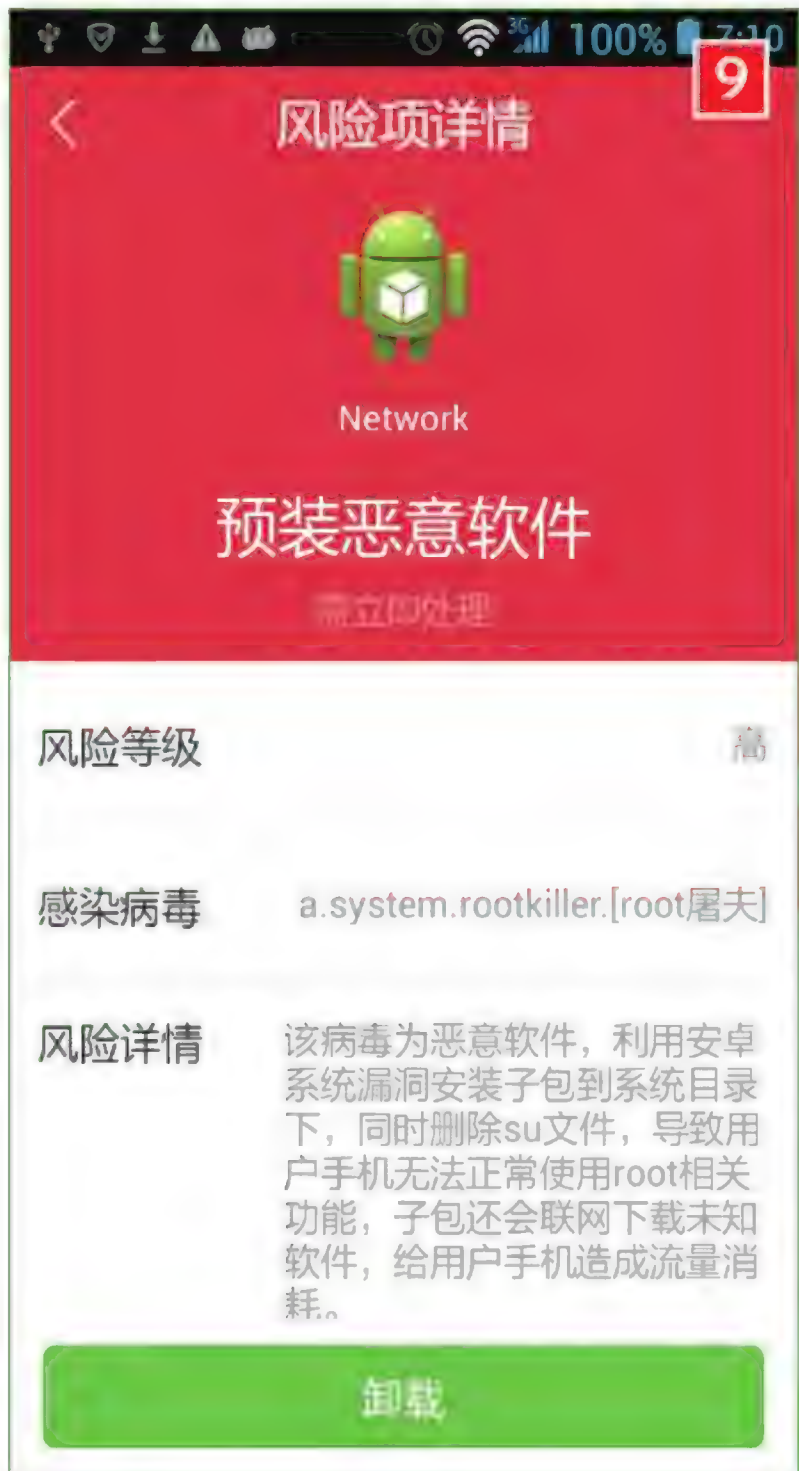 3G 100% 7:10
9
风险项详情
Network
预装恶意软件
需立即处理
风险等级 高
感染病毒 a.system.rootkiller.[root屠夫]
风险详情 该病毒为恶意软件，利用安卓
系统漏洞安装子包到系统目录
下，同时删除su文件，导致用
户手机无法正常使用root相关
功能，子包还会联网下载未知
软件，给用户手机造成流量消
耗。
卸载